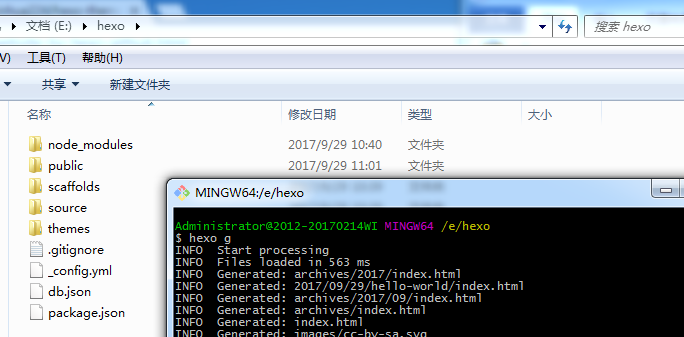 文档 (E:) ▸ hexo ▸
搜索 hexo
V) 工具(T) 帮助(H)
共享 新建文件夹
名称 修改日期 类型 大小
node_modules 2017/9/29 10:40 文件夹
public 2017/9/29 11:01 文件夹
scaffolds
source
themes
.gitignore
_config.yml
db.json
package.json
MINGW64:/e/hexo
Administrator@2012-20170214WI MINGW64 /e/hexo
$ hexo g
INFO  Start processing
INFO  Files loaded in 563 ms
INFO  Generated: archives/2017/index.html
INFO  Generated: 2017/09/29/hello-world/index.html
INFO  Generated: archives/2017/09/index.html
INFO  Generated: archives/index.html
INFO  Generated: index.html
INFO  Generated: images/cc-by-sa.svg